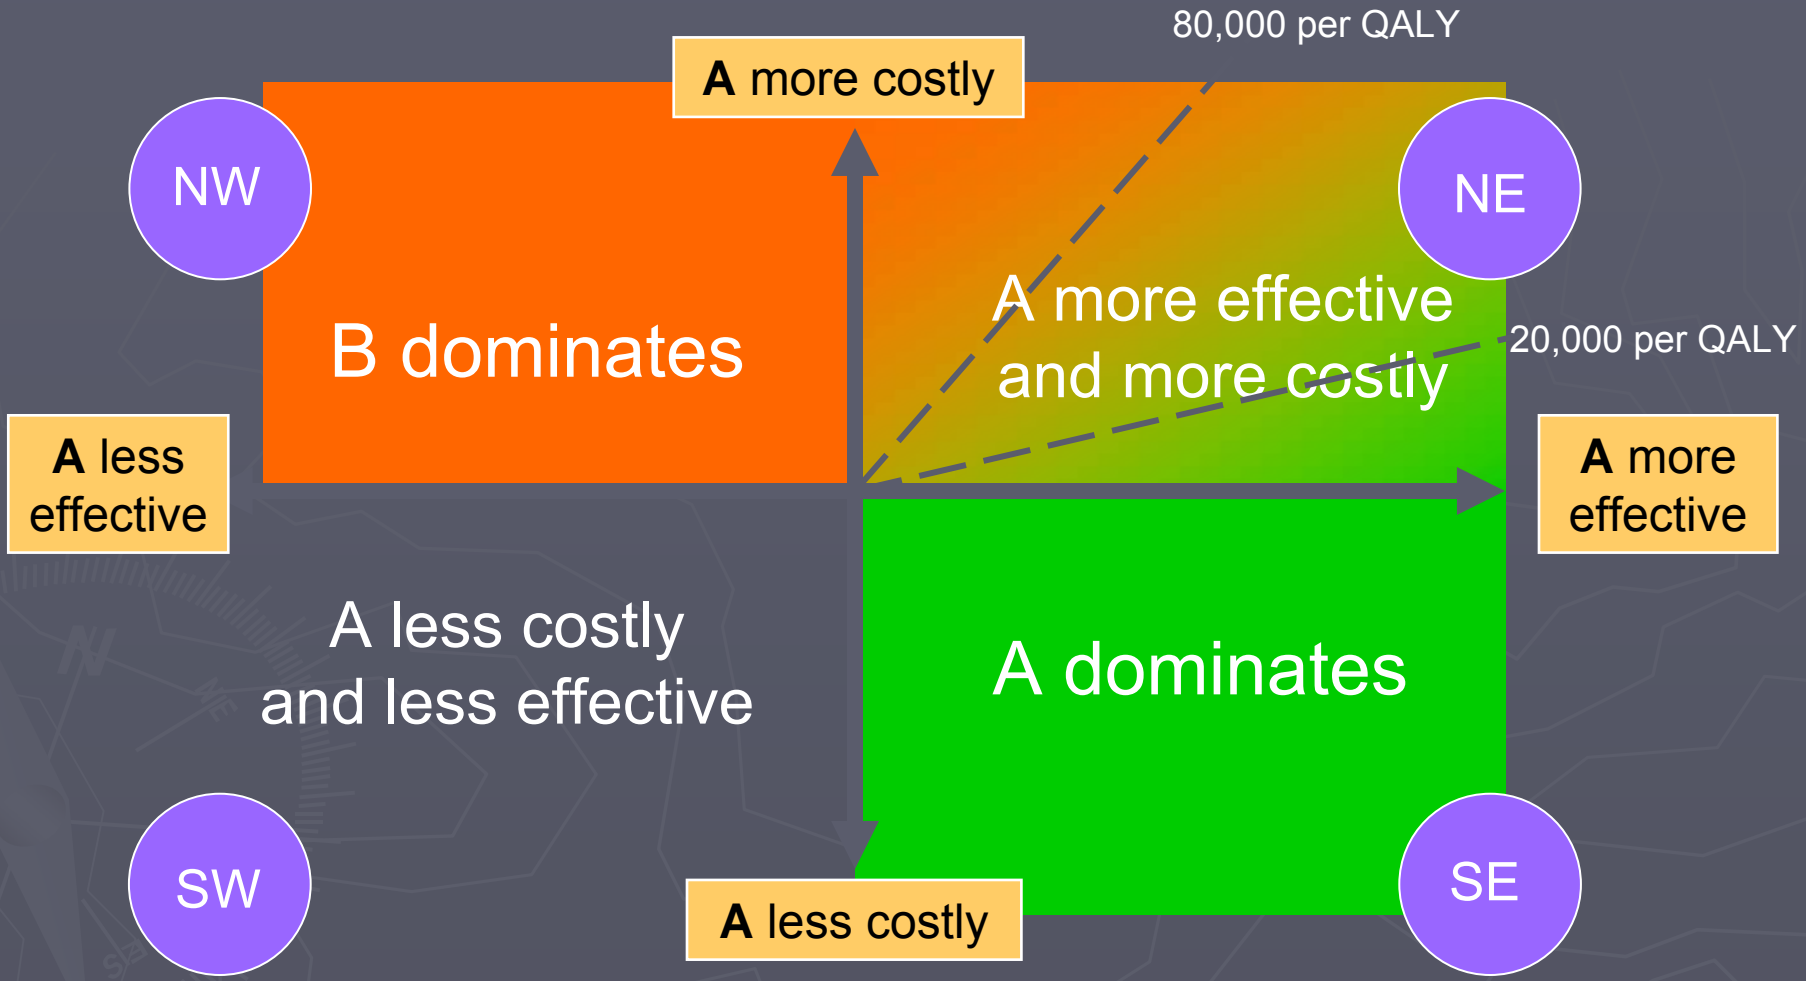 80,000 per QALY
A more costly
NW
NE
A more effective
and more costly
B dominates
20,000 per QALY
A less
effective
A more
effective
A less costly
and less effective
A dominates
N
NE
SW
SE
A less costly